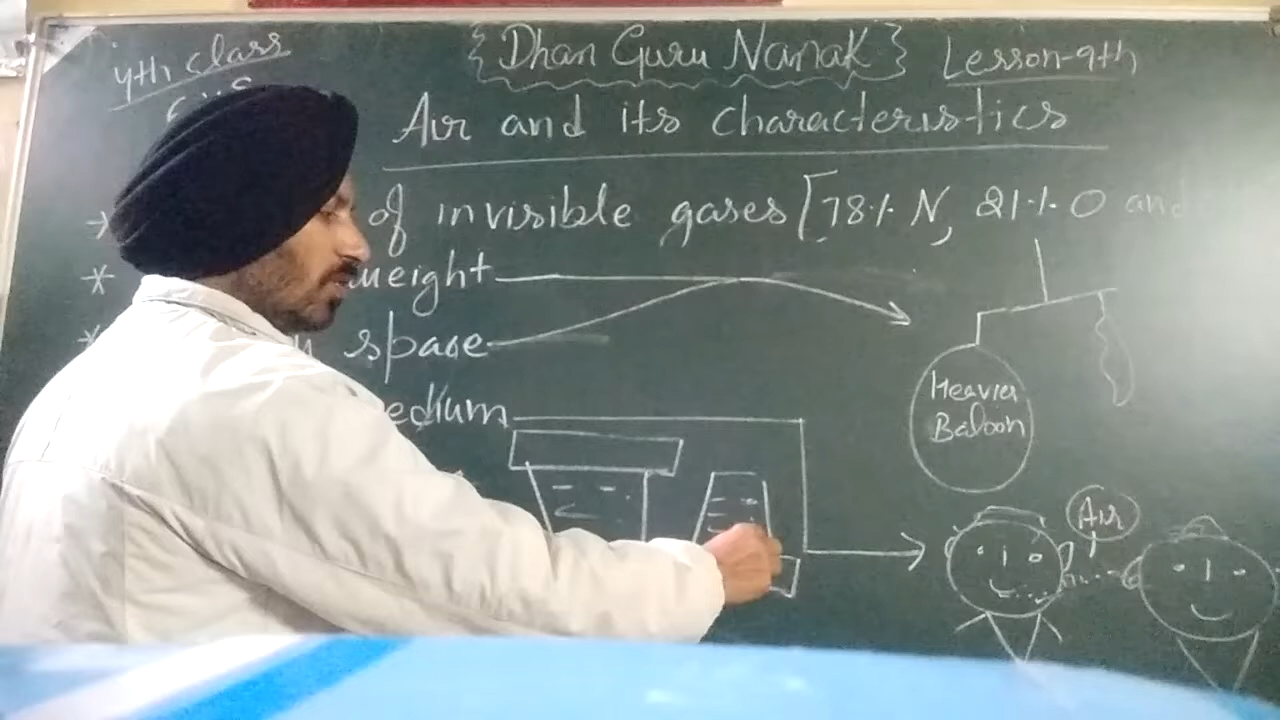 4th class
{Dhan Guru Nanak} Lesson-9th
Air and its characteristics
of invisible gases [78% N, 21% O and
weight
space
Heavier
Baloon
Air